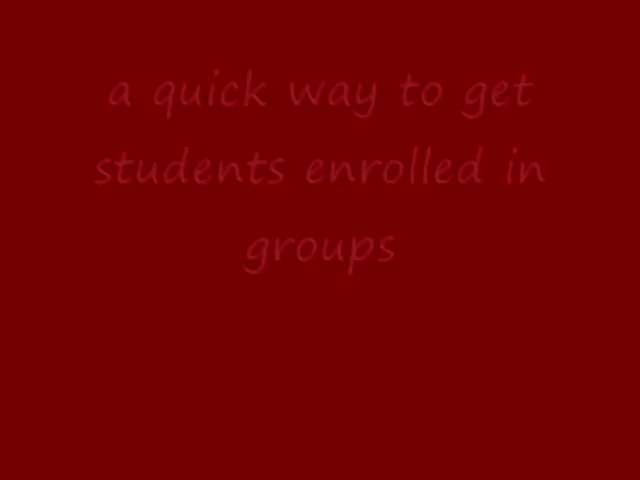 a quick way to get
students enrolled in
groups